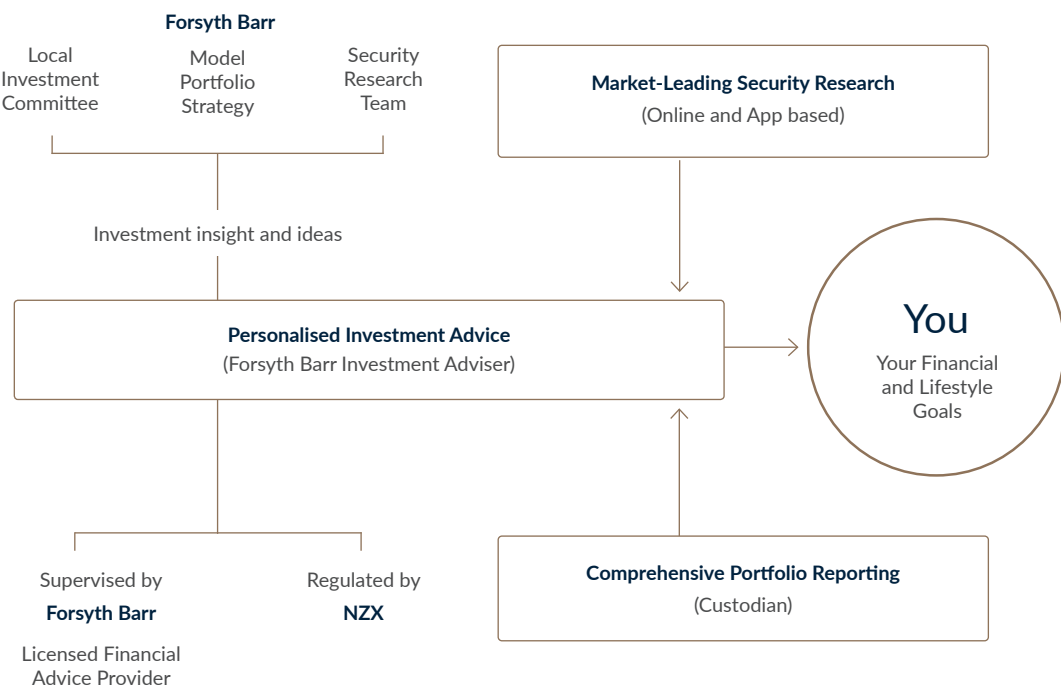 Forsyth Barr
Local
Investment
Committee
Model
Portfolio
Strategy
Security
Research
Team
Market-Leading Security Research
(Online and App based)
Investment insight and ideas
Personalised Investment Advice
(Forsyth Barr Investment Adviser)
You
Your Financial
and Lifestyle
Goals
Supervised by
Forsyth Barr
Licensed Financial
Advice Provider
Regulated by
NZX
Comprehensive Portfolio Reporting
(Custodian)